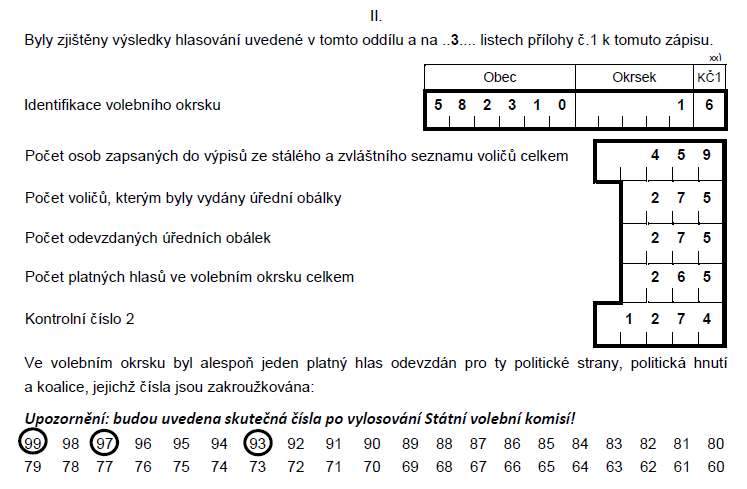 II.
Byly zjištěny výsledky hlasování uvedené v tomto oddílu a na ..3.... listech přílohy č.1 k tomuto zápisu.
xx)
Obec Okrsek KČ1
Identifikace volebního okrsku 5 8 2 3 1 0 1 6
Počet osob zapsaných do výpisů ze stálého a zvláštního seznamu voličů celkem 4 5 9
Počet voličů, kterým byly vydány úřední obálky 2 7 5
Počet odevzdaných úředních obálek 2 7 5
Počet platných hlasů ve volebním okrsku celkem 2 6 5
Kontrolní číslo 2 1 2 7 4
Ve volebním okrsku byl alespoň jeden platný hlas odevzdán pro ty politické strany, politická hnutí
a koalice, jejichž čísla jsou zakroužkována:
Upozornění: budou uvedena skutečná čísla po vylosování Státní volební komisí!
99 98 97 96 95 94 93 92 91 90 89 88 87 86 85 84 83 82 81 80
79 78 77 76 75 74 73 72 71 70 69 68 67 66 65 64 63 62 61 60